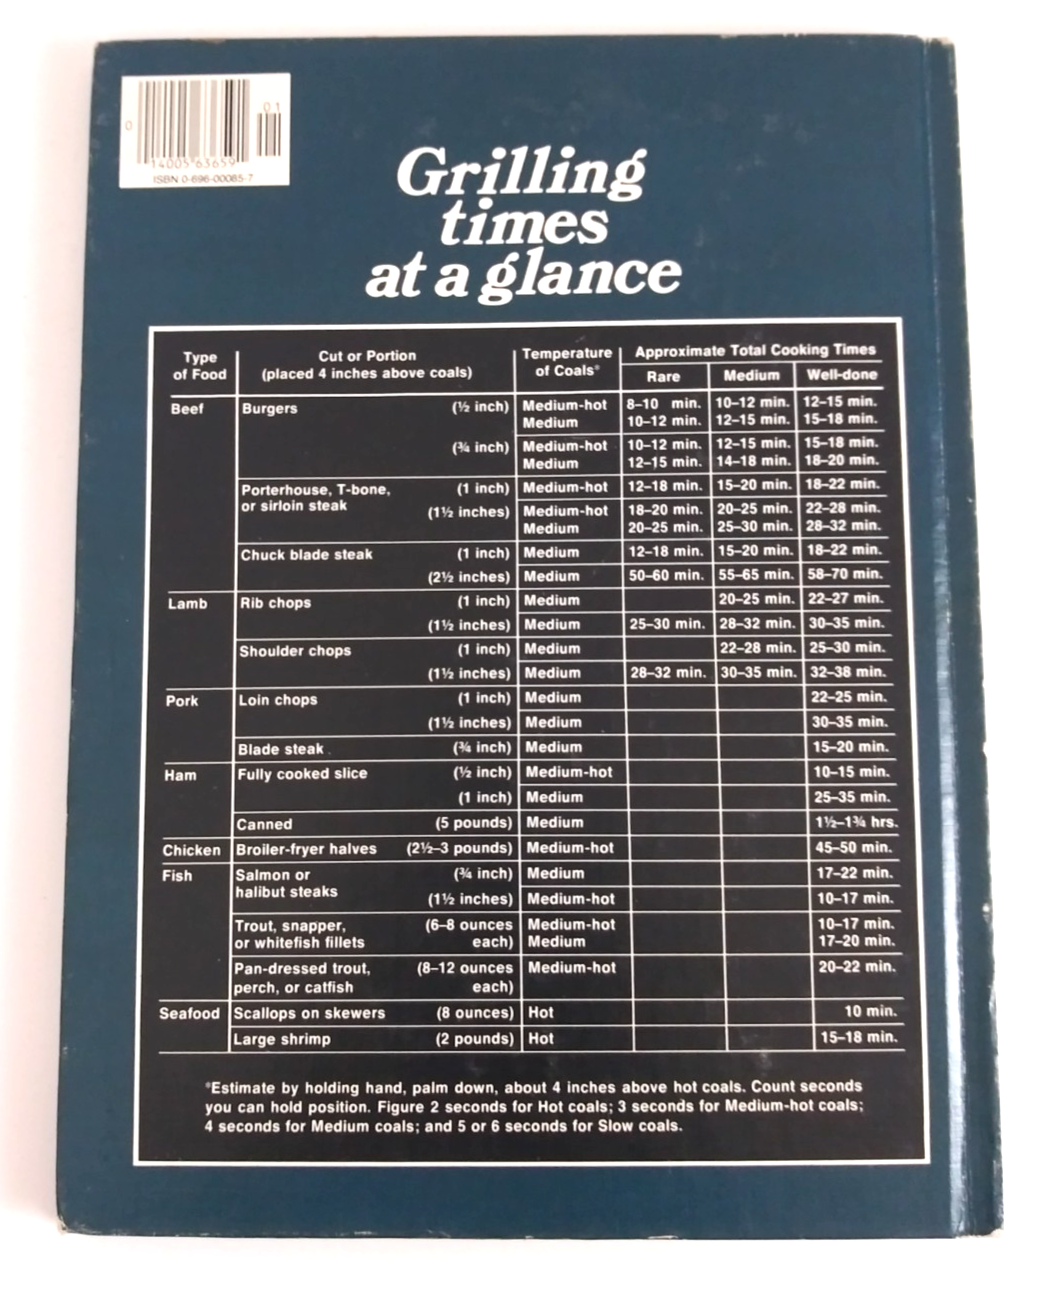 01
0
14005 63659
ISBN 0-696-00085-7
Grilling
times
at a glance
Type of Food | Cut or Portion (placed 4 inches above coals) | Temperature of Coals* | Approximate Total Cooking Times
Rare | Medium | Well-done
Beef | Burgers (½ inch) | Medium-hot | 8–10 min. | 10–12 min. | 12–15 min.
Medium | 10–12 min. | 12–15 min. | 15–18 min.
(¾ inch) | Medium-hot | 10–12 min. | 12–15 min. | 15–18 min.
Medium | 12–15 min. | 14–18 min. | 18–20 min.
Porterhouse, T-bone, or sirloin steak (1 inch) | Medium-hot | 12–18 min. | 15–20 min. | 18–22 min.
(1½ inches) | Medium-hot | 18–20 min. | 20–25 min. | 22–28 min.
Medium | 20–25 min. | 25–30 min. | 28–32 min.
Chuck blade steak (1 inch) | Medium | 12–18 min. | 15–20 min. | 18–22 min.
(2½ inches) | Medium | 50–60 min. | 55–65 min. | 58–70 min.
Lamb | Rib chops (1 inch) | Medium | 20–25 min. | 22–27 min.
(1½ inches) | Medium | 25–30 min. | 28–32 min. | 30–35 min.
Shoulder chops (1 inch) | Medium | 22–28 min. | 25–30 min.
(1½ inches) | Medium | 28–32 min. | 30–35 min. | 32–38 min.
Pork | Loin chops (1 inch) | Medium | 22–25 min.
(1½ inches) | Medium | 30–35 min.
Blade steak (¾ inch) | Medium | 15–20 min.
Ham | Fully cooked slice (½ inch) | Medium-hot | 10–15 min.
(1 inch) | Medium | 25–35 min.
Canned (5 pounds) | Medium | 1½–1¾ hrs.
Chicken | Broiler-fryer halves (2½–3 pounds) | Medium-hot | 45–50 min.
Fish | Salmon or halibut steaks (¾ inch) | Medium | 17–22 min.
(1½ inches) | Medium-hot | 10–17 min.
Trout, snapper, or whitefish fillets (6–8 ounces each) | Medium-hot | 10–17 min.
Medium | 17–20 min.
Pan-dressed trout, perch, or catfish (8–12 ounces each) | Medium-hot | 20–22 min.
Seafood | Scallops on skewers (8 ounces) | Hot | 10 min.
Large shrimp (2 pounds) | Hot | 15–18 min.
*Estimate by holding hand, palm down, about 4 inches above hot coals. Count seconds
you can hold position. Figure 2 seconds for Hot coals; 3 seconds for Medium-hot coals;
4 seconds for Medium coals; and 5 or 6 seconds for Slow coals.